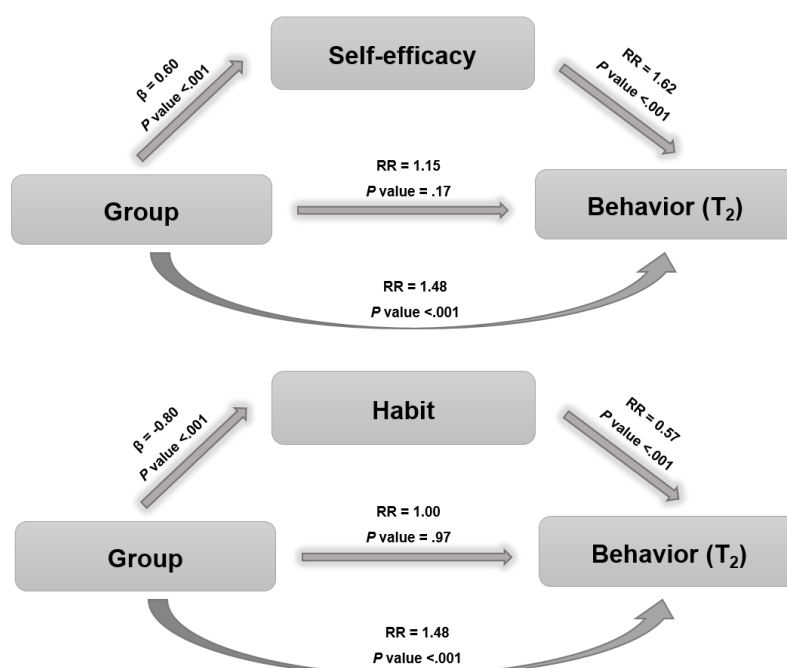 Self-efficacy
β = 0.60
P value <.001
RR = 1.62
P value <.001
Group
RR = 1.15
P value = .17
Behavior (T₂)
RR = 1.48
P value <.001
Habit
β = -0.80
P value <.001
RR = 0.57
P value <.001
Group
RR = 1.00
P value = .97
Behavior (T₂)
RR = 1.48
P value <.001